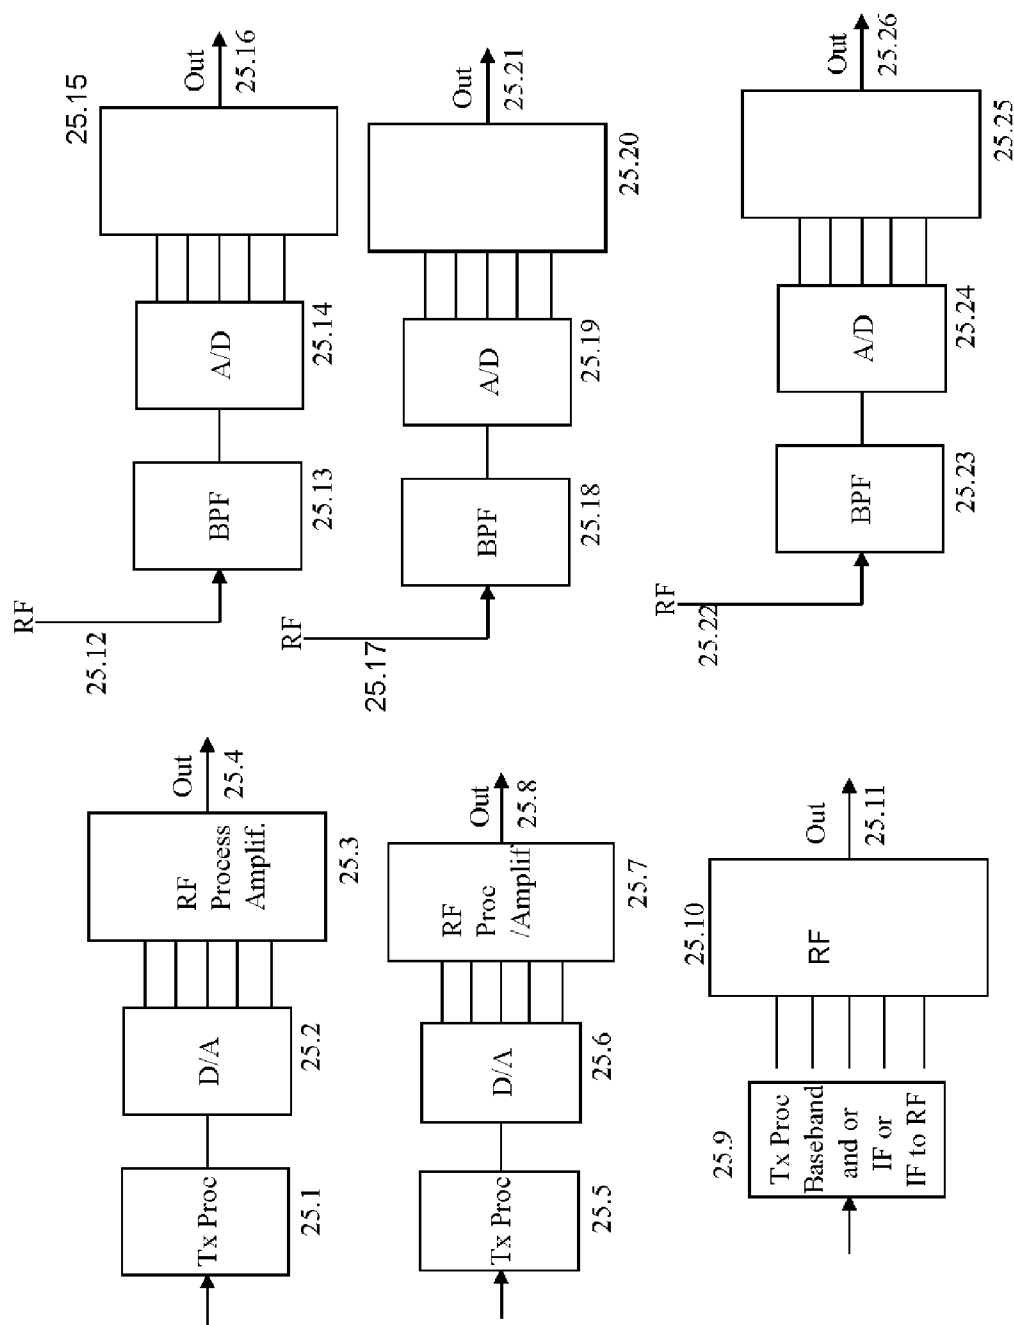 Tx Proc
25.1
D/A
25.2
RF
Process
Amplif.
25.3
Out
25.4
RF
25.12
BPF
25.13
A/D
25.14
25.15
Out
25.16
Tx Proc
25.5
D/A
25.6
RF
Proc
/Amplif
25.7
Out
25.8
RF
25.17
BPF
25.18
A/D
25.19
25.20
Out
25.21
25.9
Tx Proc
Baseband
and or
IF or
IF to RF
25.10
RF
Out
25.11
RF
25.22
BPF
25.23
A/D
25.24
25.25
Out
25.26